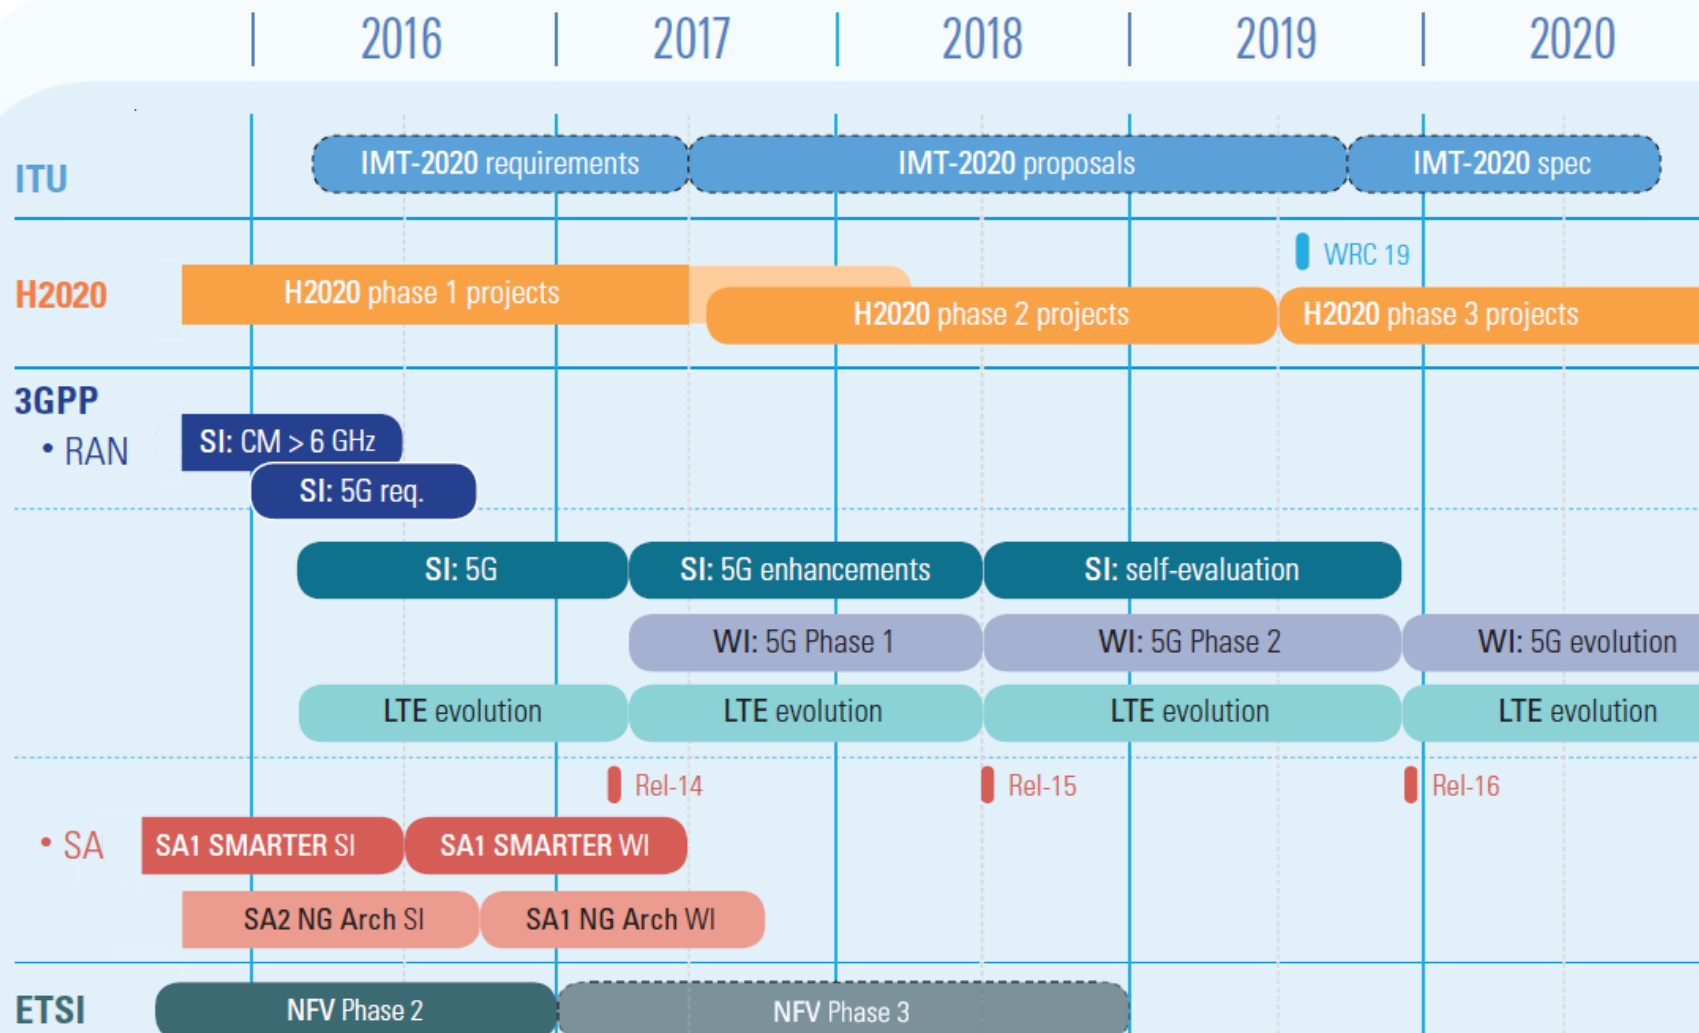 2016 2017 2018 2019 2020
ITU
IMT-2020 requirements
IMT-2020 proposals
IMT-2020 spec
WRC 19
H2020
H2020 phase 1 projects
H2020 phase 2 projects
H2020 phase 3 projects
3GPP
• RAN
SI: CM > 6 GHz
SI: 5G req.
SI: 5G
SI: 5G enhancements
SI: self-evaluation
WI: 5G Phase 1
WI: 5G Phase 2
WI: 5G evolution
LTE evolution
LTE evolution
LTE evolution
LTE evolution
Rel-14
Rel-15
Rel-16
• SA
SA1 SMARTER SI
SA1 SMARTER WI
SA2 NG Arch SI
SA1 NG Arch WI
ETSI
NFV Phase 2
NFV Phase 3